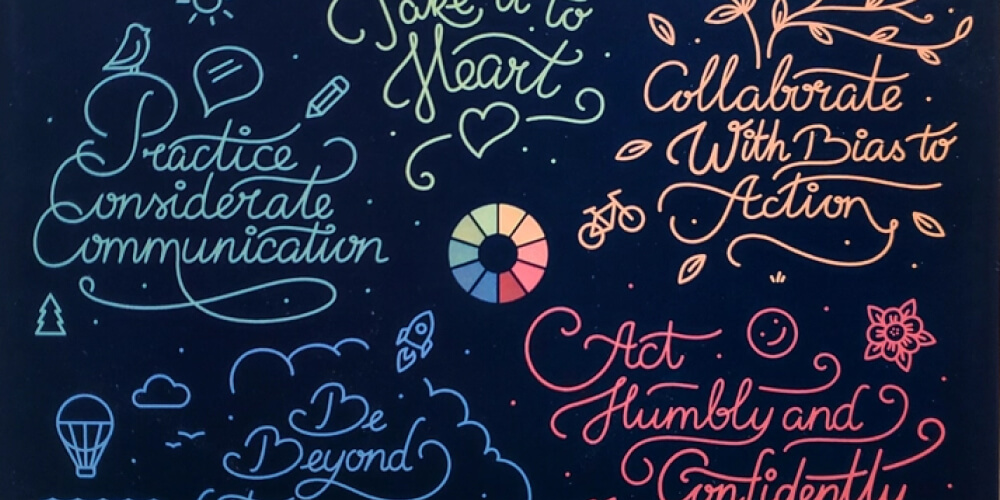 Take it to
Heart
Practice
Considerate
Communication
Collaborate
With Bias to
Action
Be
Beyond
Act
Humbly and
Confidently